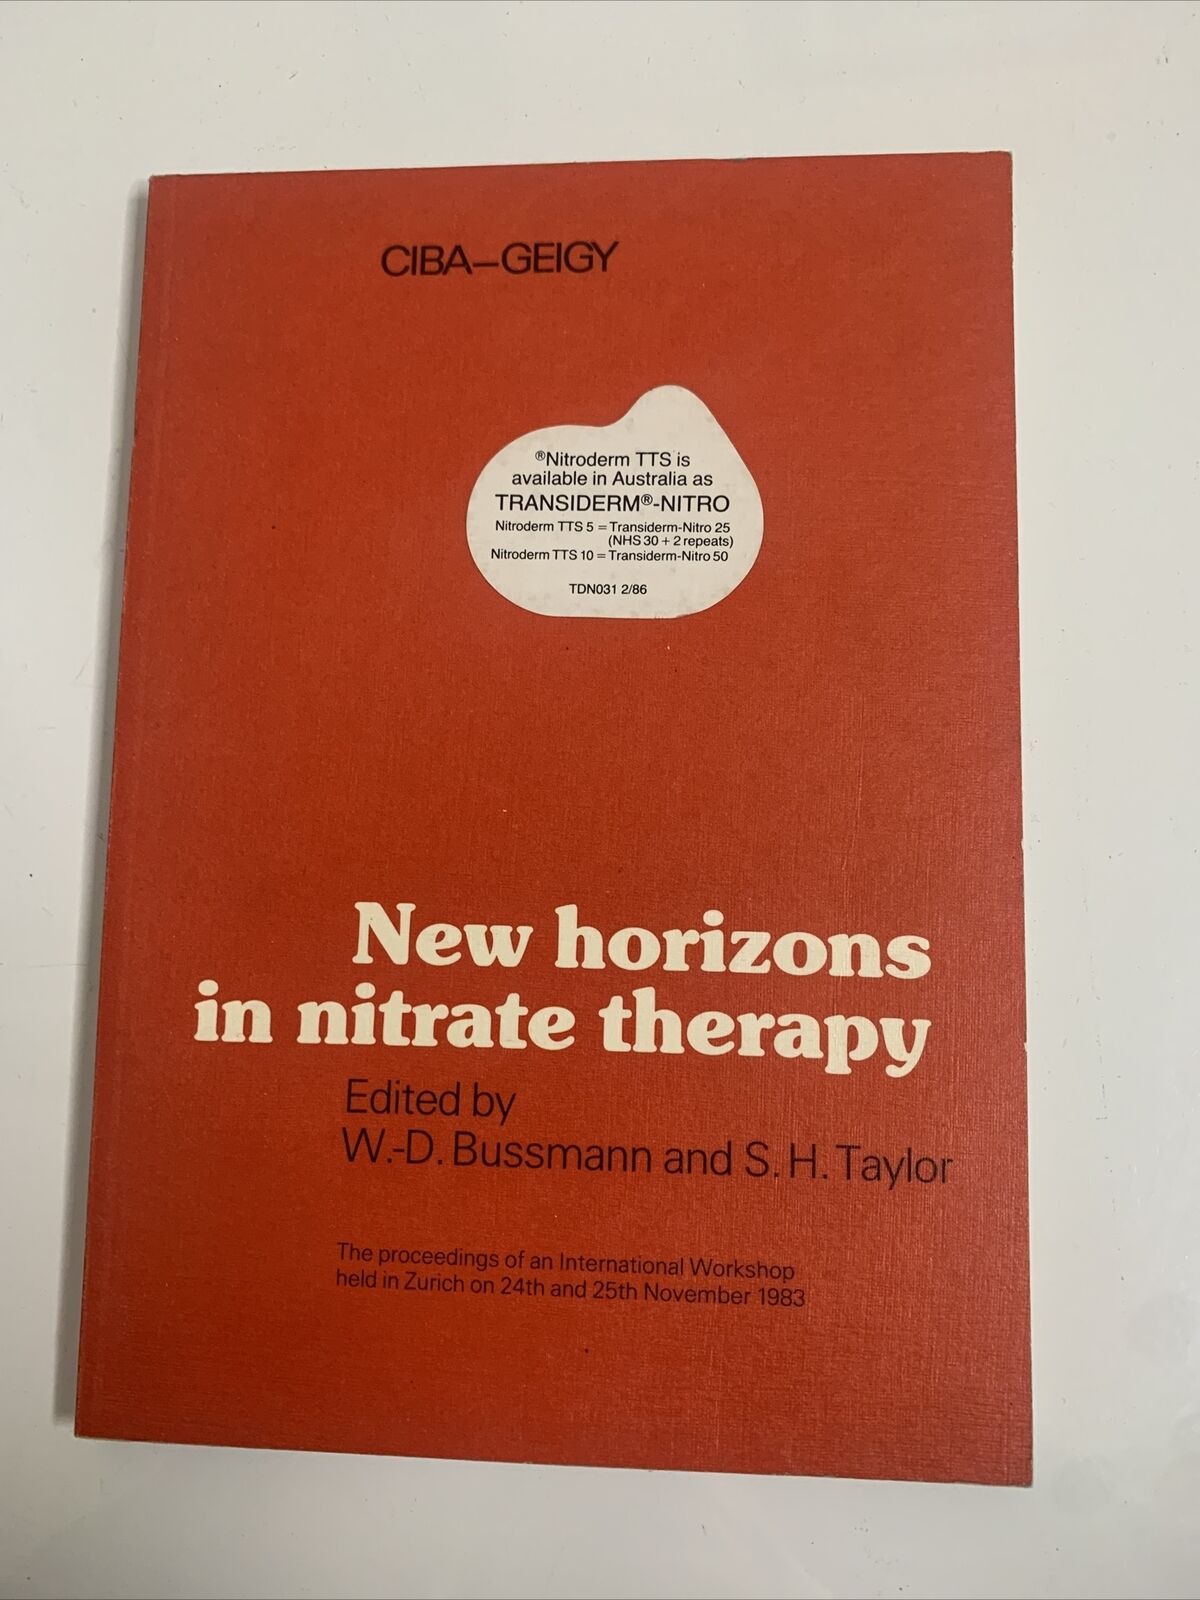 CIBA–GEIGY
®Nitroderm TTS is
available in Australia as
TRANSIDERM®-NITRO
Nitroderm TTS 5 = Transiderm-Nitro 25
(NHS 30 + 2 repeats)
Nitroderm TTS 10 = Transiderm-Nitro 50
TDN031 2/86
New horizons
in nitrate therapy
Edited by
W.-D. Bussmann and S. H. Taylor
The proceedings of an International Workshop
held in Zurich on 24th and 25th November 1983